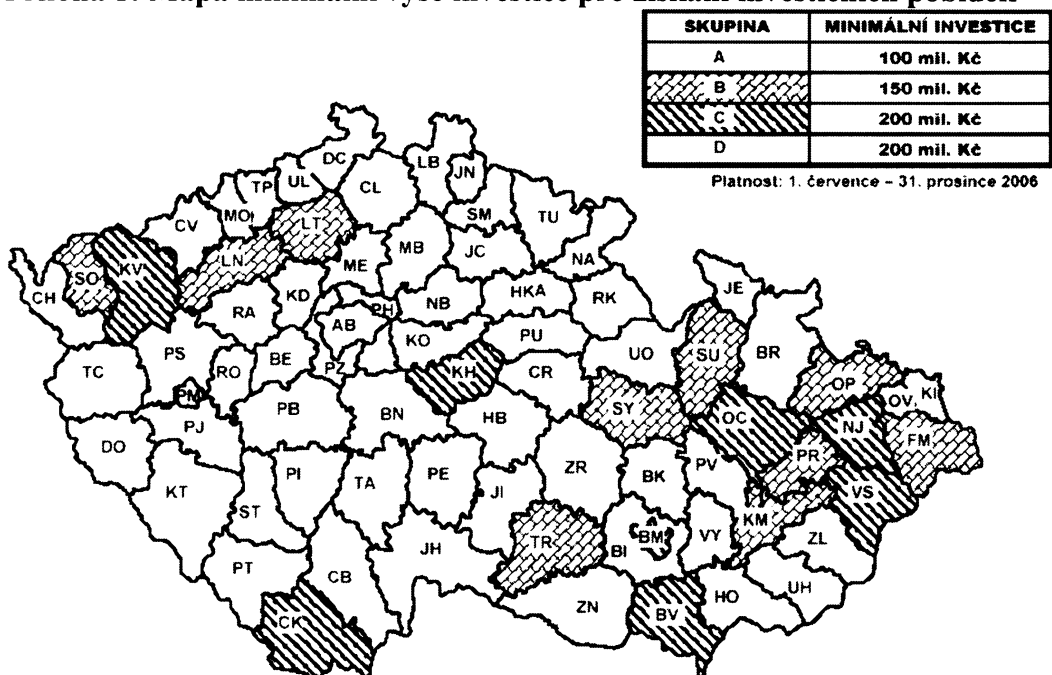 SKUPINA MINIMÁLNÍ INVESTICE
A 100 mil. Kč
B 150 mil. Kč
C 200 mil. Kč
D 200 mil. Kč
Platnost: 1. července – 31. prosince 2006
DC LB
TP UL CL JN
MO
CV LT SM TU
LN MB JC NA
SO KV ME
CH KD NB HKA RK JE
RA PH
AB KO PU
PS BE UO SU BR
TC RO PZ KH CR OP KI
PM OV,
PB BN SY OC NJ
PJ HB FM
DO PR
KT PI TA PE ZR BK PV
JI VS
ST KM
TR BM VY
JH BI ZL
PT CB
ZN HO UH
CK BV